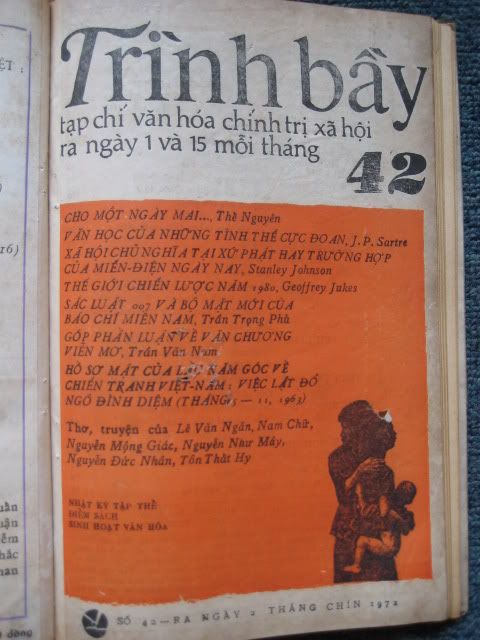 Trình bầy
tạp chí văn hóa chính trị xã hội
ra ngày 1 và 15 mỗi tháng
42
CHO MỘT NGÀY MAI..., Thế Nguyên
VĂN HỌC CỦA NHỮNG TÌNH THẾ CỰC ĐOAN, J. P. Sartre
XÃ HỘI CHỦ NGHĨA TẠI XỨ PHẬT HAY TRƯỜNG HỢP
CỦA MIẾN-ĐIỆN NGÀY NAY, Stanley Johnson
THẾ GIỚI CHIẾN LƯỢC NĂM 1980, Geoffrey Jukes
SẮC LUẬT 007 VÀ BỘ MẶT MỚI CỦA
BÁO CHÍ MIỀN NAM, Trần Trọng Phủ
GÓP PHẦN LUẬN VỀ VĂN CHƯƠNG
VIỄN MƠ, Trần Văn Nam
HỒ SƠ MẬT CỦA LẦU NĂM GÓC VỀ
CHIẾN TRANH VIỆT-NAM : VIỆC LẬT ĐỔ
NGÔ ĐÌNH DIỆM (THÁNG 5 — 11, 1963)
Thơ, truyện của Lê Văn Ngăn, Nam Chữ,
Nguyễn Mộng Giác, Nguyễn Như Mây,
Nguyễn Đức Nhân, Tôn Thất Hy
NHẬT KÝ TẬP THỂ
ĐIỂM SÁCH
SINH HOẠT VĂN HÓA
SỐ 42 — RA NGÀY 2 THÁNG CHÍN 1972